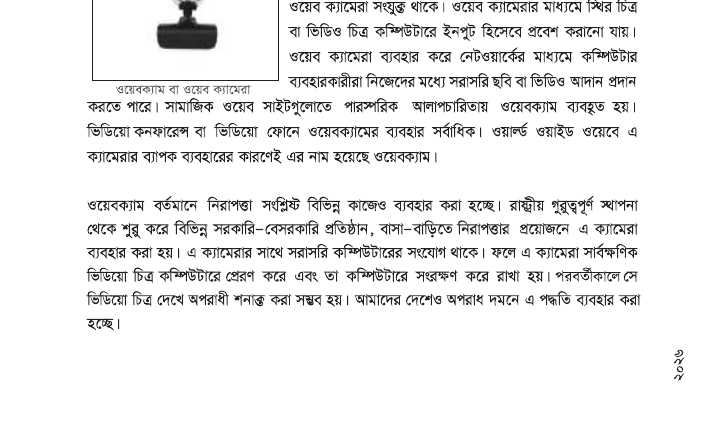 ওয়েব ক্যামেরা সংযুক্ত থাকে। ওয়েব ক্যামেরার মাধ্যমে স্থির চিত্র
বা ভিডিও চিত্র কম্পিউটারে ইনপুট হিসেবে প্রবেশ করানো যায়।
ওয়েব ক্যামেরা ব্যবহার করে নেটওয়ার্কের মাধ্যমে কম্পিউটার
ব্যবহারকারীরা নিজেদের মধ্যে সরাসরি ছবি বা ভিডিও আদান প্রদান
ওয়েবক্যাম বা ওয়েব ক্যামেরা
করতে পারে। সামাজিক ওয়েব সাইটগুলোতে পারস্পরিক আলাপচারিতায় ওয়েবক্যাম ব্যবহৃত হয়।
ভিডিয়ো কনফারেন্স বা ভিডিয়ো ফোনে ওয়েবক্যামের ব্যবহার সর্বাধিক। ওয়ার্ল্ড ওয়াইড ওয়েবে এ
ক্যামেরার ব্যাপক ব্যবহারের কারণেই এর নাম হয়েছে ওয়েবক্যাম।
ওয়েবক্যাম বর্তমানে নিরাপত্তা সংশ্লিষ্ট বিভিন্ন কাজেও ব্যবহার করা হচ্ছে। রাষ্ট্রীয় গুরুত্বপূর্ণ স্থাপনা
থেকে শুরু করে বিভিন্ন সরকারি-বেসরকারি প্রতিষ্ঠান, বাসা-বাড়িতে নিরাপত্তার প্রয়োজনে এ ক্যামেরা
ব্যবহার করা হয়। এ ক্যামেরার সাথে সরাসরি কম্পিউটারের সংযোগ থাকে। ফলে এ ক্যামেরা সার্বক্ষণিক
ভিডিয়ো চিত্র কম্পিউটারে প্রেরণ করে এবং তা কম্পিউটারে সংরক্ষণ করে রাখা হয়। পরবর্তীকালে সে
ভিডিয়ো চিত্র দেখে অপরাধী শনাক্ত করা সম্ভব হয়। আমাদের দেশেও অপরাধ দমনে এ পদ্ধতি ব্যবহার করা
হচ্ছে।
২০২৬